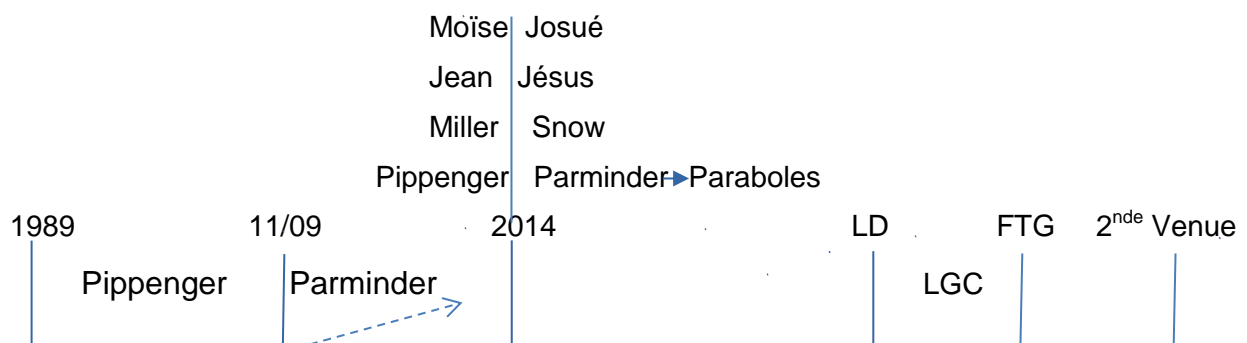 Moïse Josué
Jean Jésus
Miller Snow
Pippenger Parminder Paraboles
1989 11/09 2014 LD FTG 2nde Venue
Pippenger Parminder LGC